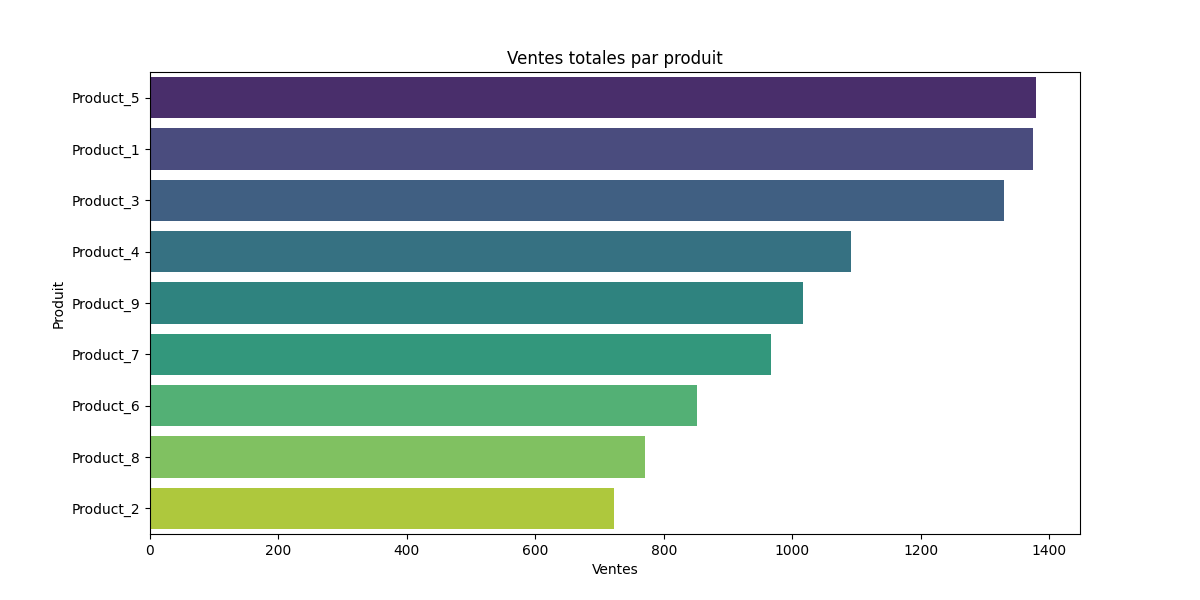 Ventes totales par produit
Product_5
Product_1
Product_3
Product_4
Product_9
Product_7
Product_6
Product_8
Product_2
Produit
0 200 400 600 800 1000 1200 1400
Ventes